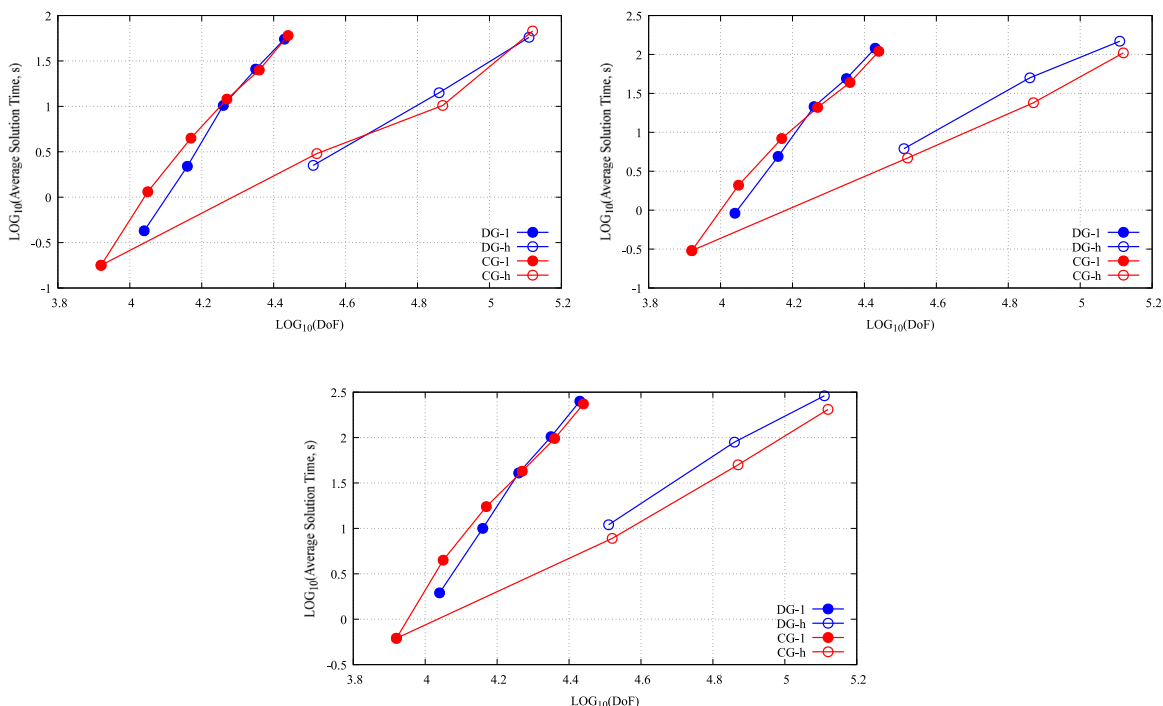 2
1.5
1
0.5
0
-0.5
-1
3.8 4 4.2 4.4 4.6 4.8 5 5.2
LOG10(Average Solution Time, s)
LOG10(DoF)
DG-1
DG-h
CG-1
CG-h
2.5
2
1.5
1
0.5
0
-0.5
-1
3.8 4 4.2 4.4 4.6 4.8 5 5.2
LOG10(Average Solution Time, s)
LOG10(DoF)
DG-1
DG-h
CG-1
CG-h
2.5
2
1.5
1
0.5
0
-0.5
3.8 4 4.2 4.4 4.6 4.8 5 5.2
LOG10(Average Solution Time, s)
LOG10(DoF)
DG-1
DG-h
CG-1
CG-h